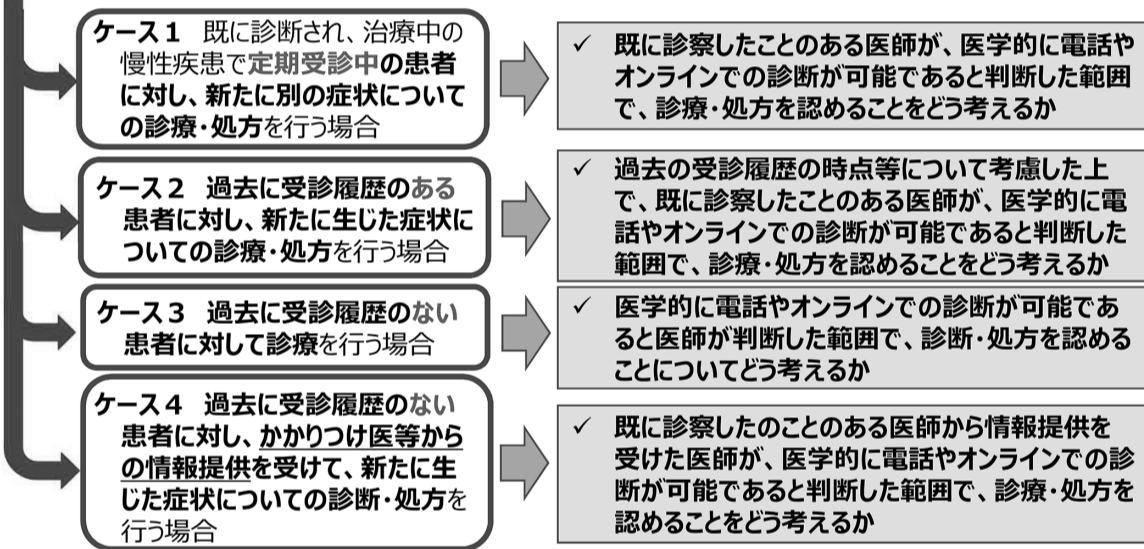 ケース１　既に診断され、治療中の
慢性疾患で定期受診中の患者
に対し、新たに別の症状について
の診療・処方を行う場合
✓ 既に診察したことのある医師が、医学的に電話や
オンラインでの診断が可能であると判断した範囲
で、診療・処方を認めることをどう考えるか
ケース２　過去に受診履歴のある
患者に対し、新たに生じた症状に
ついての診療・処方を行う場合
✓ 過去の受診履歴の時点等について考慮した上
で、既に診察したことのある医師が、医学的に電
話やオンラインでの診断が可能であると判断した
範囲で、診療・処方を認めることをどう考えるか
ケース３　過去に受診履歴のない
患者に対して診療を行う場合
✓ 医学的に電話やオンラインでの診断が可能であ
ると医師が判断した範囲で、診断・処方を認める
ことについてどう考えるか
ケース４　過去に受診履歴のない
患者に対し、かかりつけ医等から
の情報提供を受けて、新たに生
じた症状についての診断・処方を
行う場合
✓ 既に診察したのことのある医師から情報提供を
受けた医師が、医学的に電話やオンラインでの診
断が可能であると判断した範囲で、診療・処方を
認めることをどう考えるか